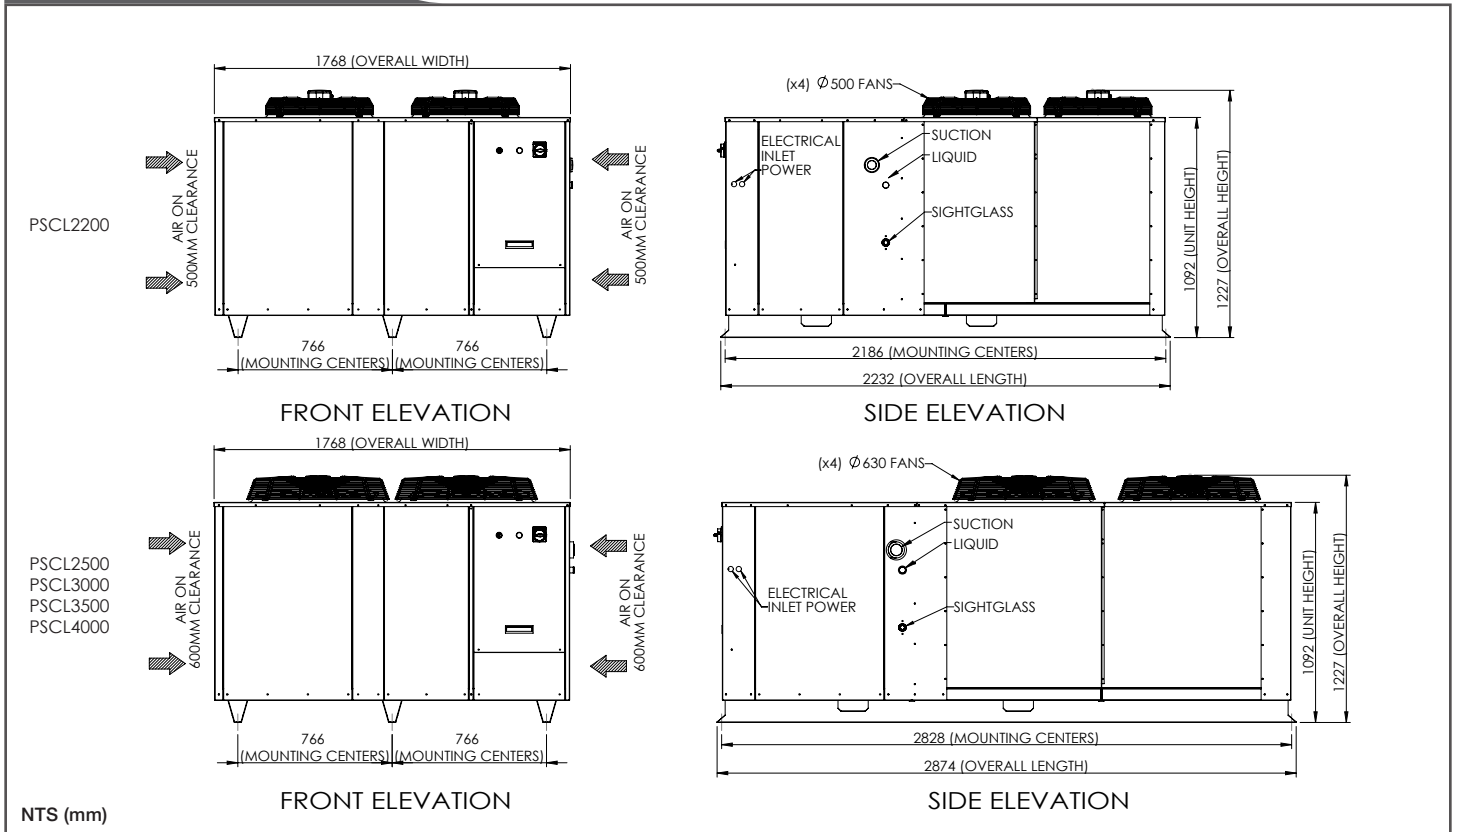 PSCL2200
1768 (OVERALL WIDTH)
AIR ON
500MM CLEARANCE
AIR ON
500MM CLEARANCE
766
(MOUNTING CENTERS)
766
(MOUNTING CENTERS)
FRONT ELEVATION
(x4) Ø500 FANS
ELECTRICAL
INLET
POWER
SUCTION
LIQUID
SIGHTGLASS
1092 (UNIT HEIGHT)
1227 (OVERALL HEIGHT)
2186 (MOUNTING CENTERS)
2232 (OVERALL LENGTH)
SIDE ELEVATION
PSCL2500
PSCL3000
PSCL3500
PSCL4000
1768 (OVERALL WIDTH)
AIR ON
600MM CLEARANCE
AIR ON
600MM CLEARANCE
766
(MOUNTING CENTERS)
766
(MOUNTING CENTERS)
FRONT ELEVATION
(x4) Ø630 FANS
SUCTION
LIQUID
ELECTRICAL
INLET POWER
SIGHTGLASS
1092 (UNIT HEIGHT)
1227 (OVERALL HEIGHT)
2828 (MOUNTING CENTERS)
2874 (OVERALL LENGTH)
SIDE ELEVATION
NTS (mm)